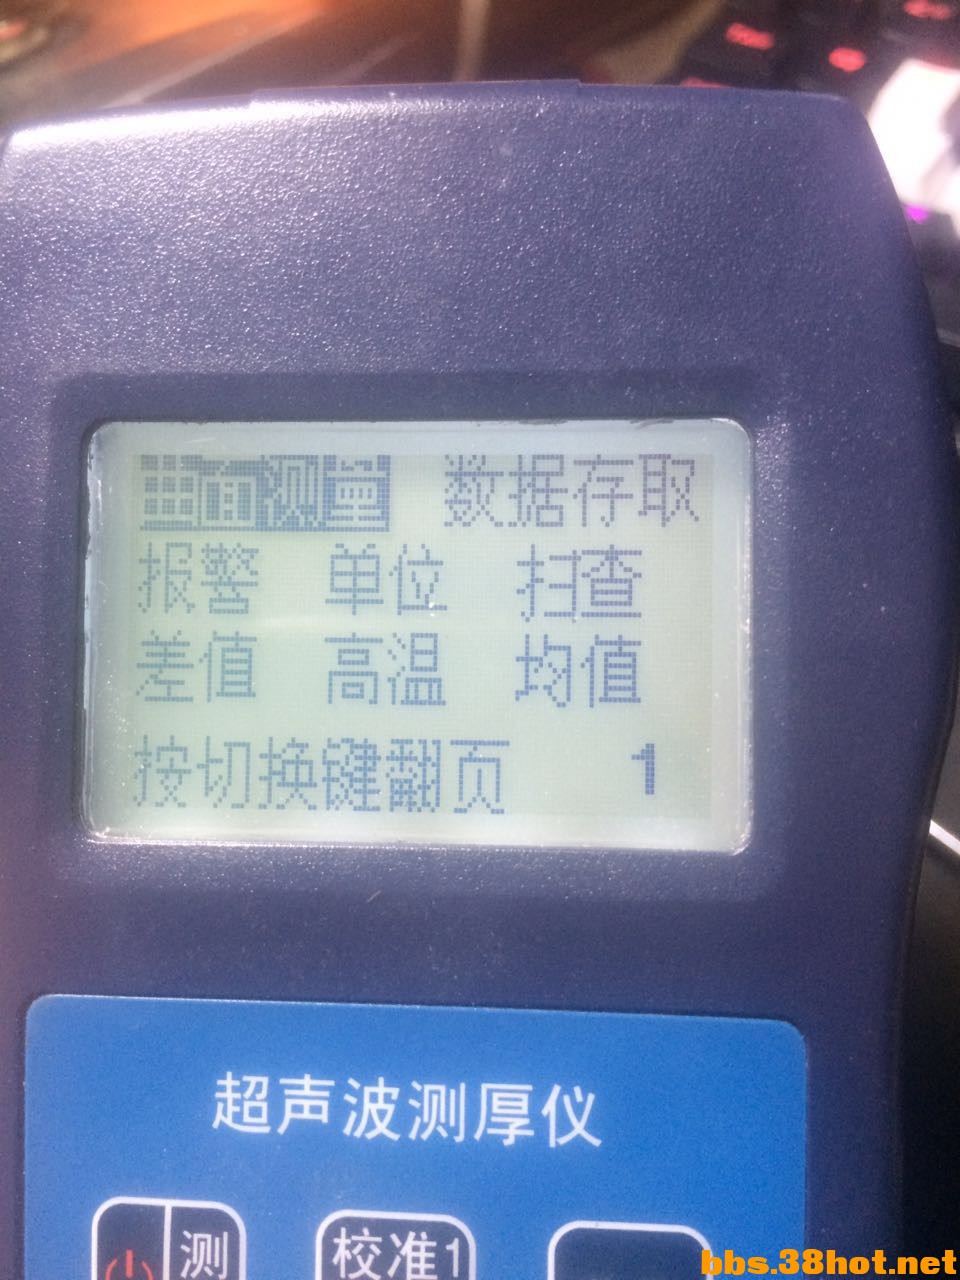 画面测量 数据存取
报警 单位 扫查
差值 高温 均值
按切换键翻页 1
超声波测厚仪
测 校准1
bbs.38hot.net